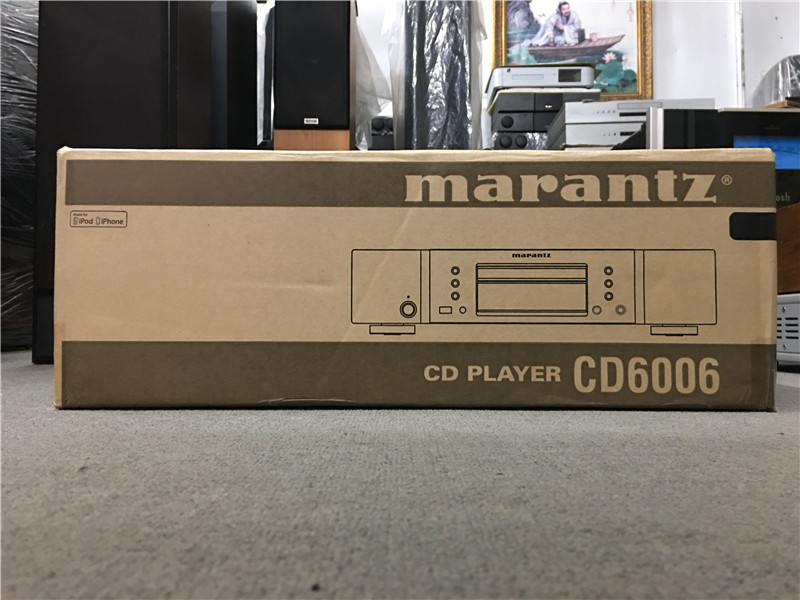 marantz®
Made for
iPod iPhone
marantz
CD PLAYER CD6006